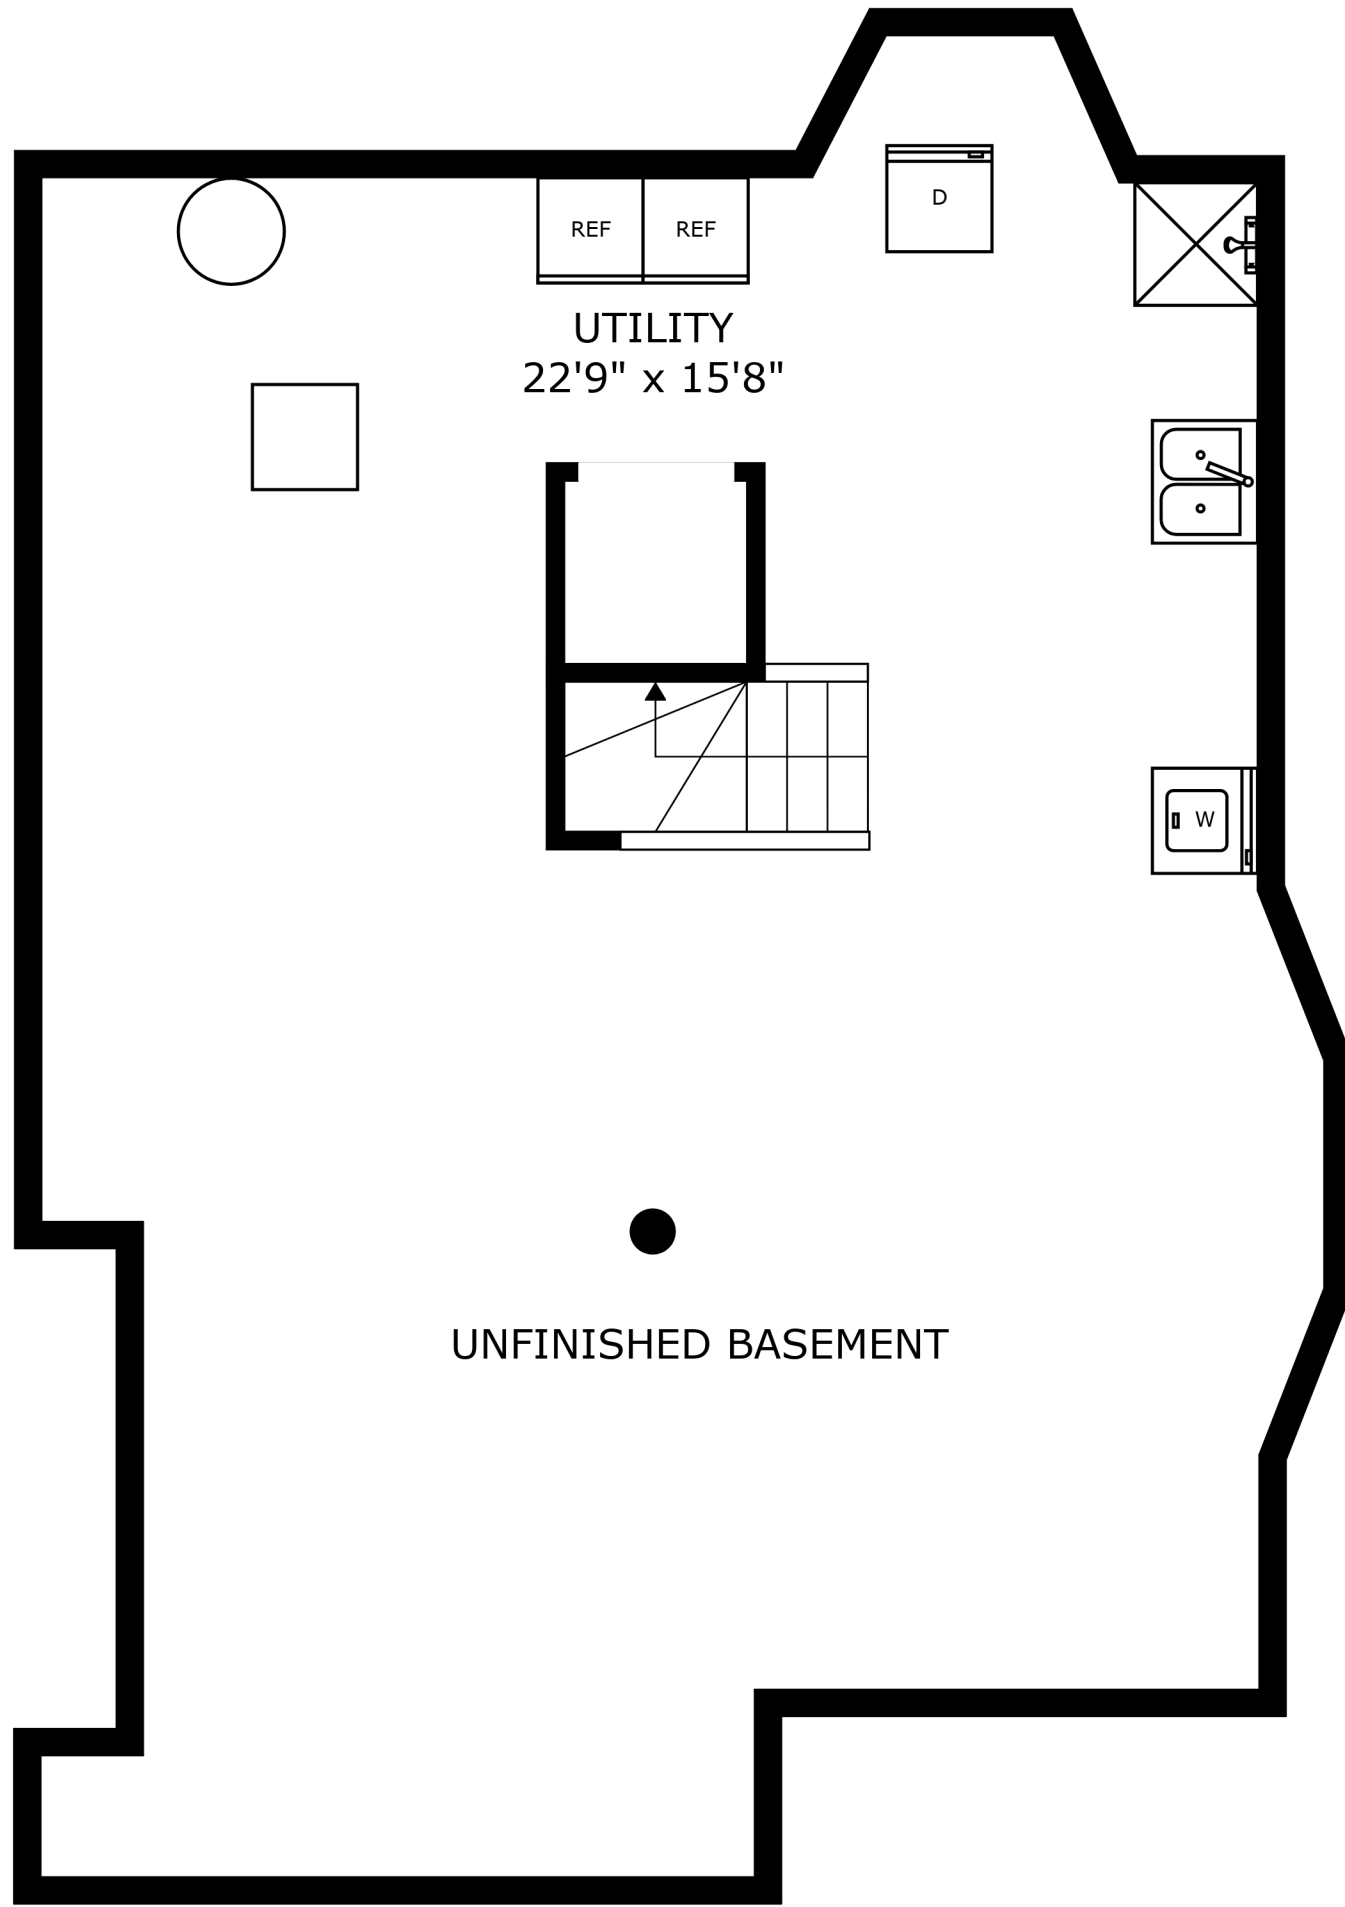 D
REF REF
UTILITY
22'9" x 15'8"
W
UNFINISHED BASEMENT